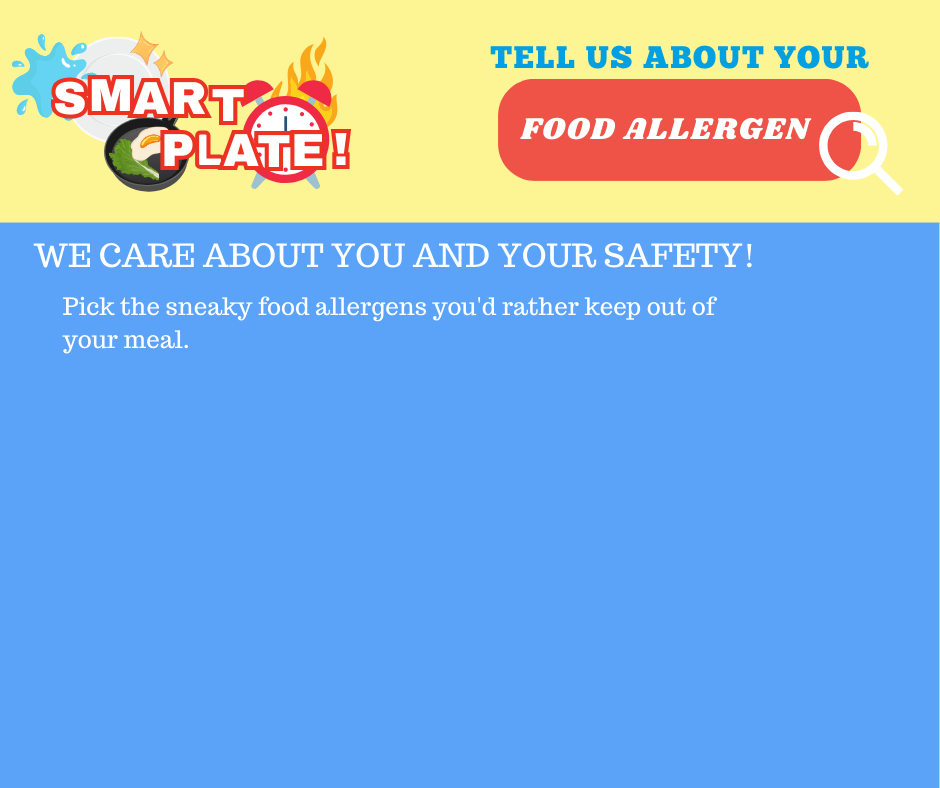 SMART
PLATE!
TELL US ABOUT YOUR
FOOD ALLERGEN
WE CARE ABOUT YOU AND YOUR SAFETY!
Pick the sneaky food allergens you'd rather keep out of
your meal.